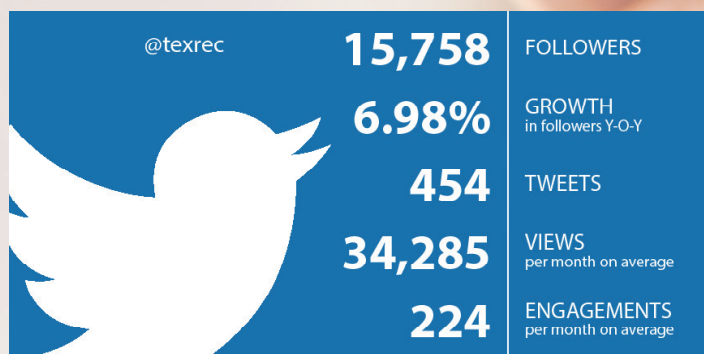 @texrec
15,758 FOLLOWERS
6.98% GROWTH
in followers Y-O-Y
454 TWEETS
34,285 VIEWS
per month on average
224 ENGAGEMENTS
per month on average